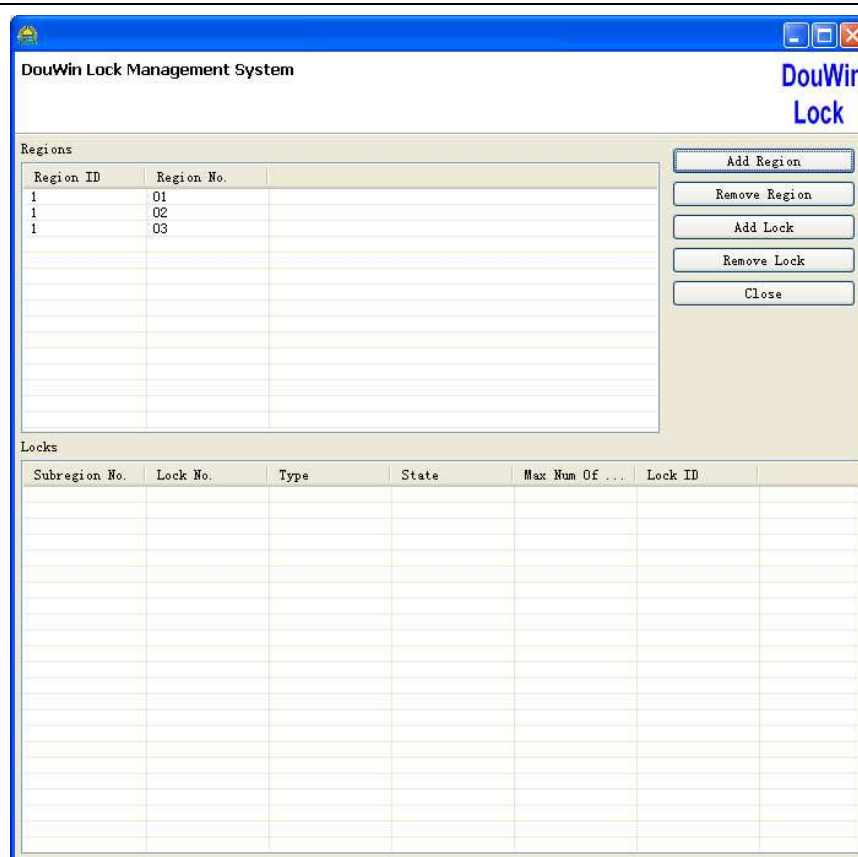 DouWin Lock Management System
DouWin
Lock
Regions
Region ID Region No.
1 01
1 02
1 03
Add Region
Remove Region
Add Lock
Remove Lock
Close
Locks
Subregion No. Lock No. Type State Max Num Of ... Lock ID